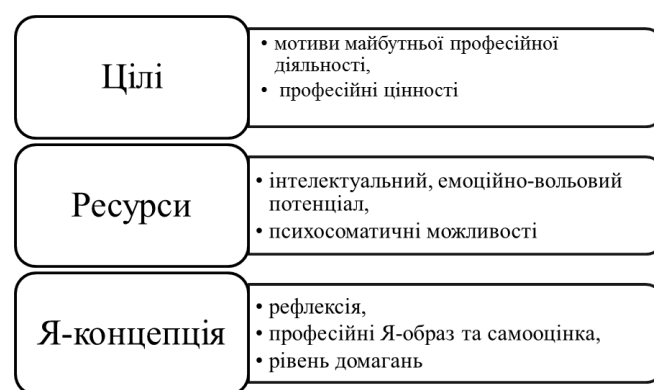 Цілі
• мотиви майбутньої професійної
діяльності,
• професійні цінності
Ресурси
• інтелектуальний, емоційно-вольовий
потенціал,
• психосоматичні можливості
Я-концепція
• рефлексія,
• професійні Я-образ та самооцінка,
• рівень домагань